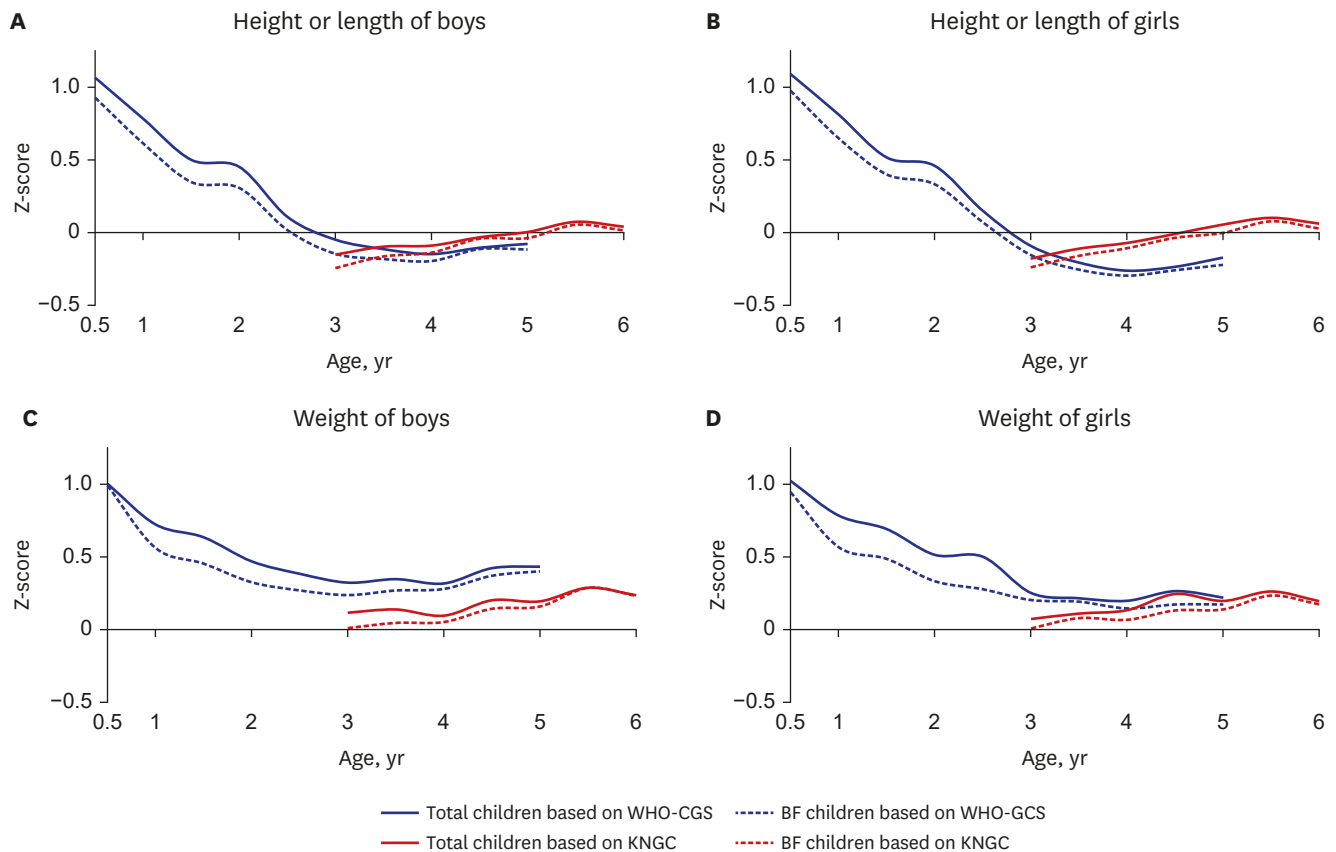 A Height or length of boys
Z-score
1.0
0.5
0
−0.5
0.5 1 2 3 4 5 6
Age, yr
B Height or length of girls
Z-score
1.0
0.5
0
−0.5
0.5 1 2 3 4 5 6
Age, yr
C Weight of boys
Z-score
1.0
0.5
0
−0.5
0.5 1 2 3 4 5 6
Age, yr
D Weight of girls
Z-score
1.0
0.5
0
−0.5
0.5 1 2 3 4 5 6
Age, yr
Total children based on WHO-CGS BF children based on WHO-GCS
Total children based on KNGC BF children based on KNGC